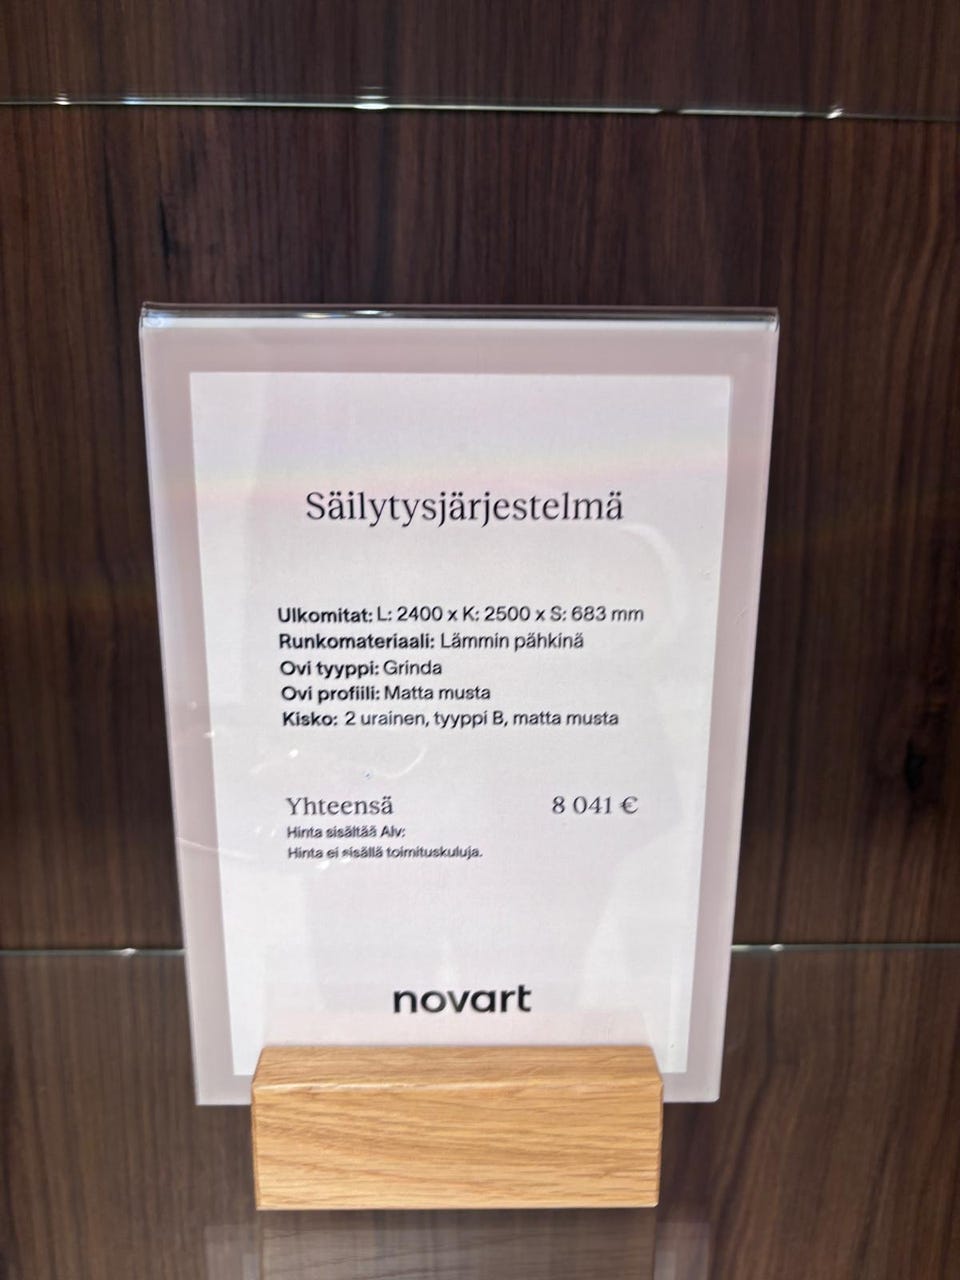 Säilytysjärjestelmä
Ulkomitat: L: 2400 x K: 2500 x S: 683 mm
Runkomateriaali: Lämmin pähkinä
Ovi tyyppi: Grinda
Ovi profiili: Matta musta
Kisko: 2 urainen, tyyppi B, matta musta
Yhteensä 8 041 €
Hinta sisältää Alv:
Hinta ei sisällä toimituskuluja.
novart